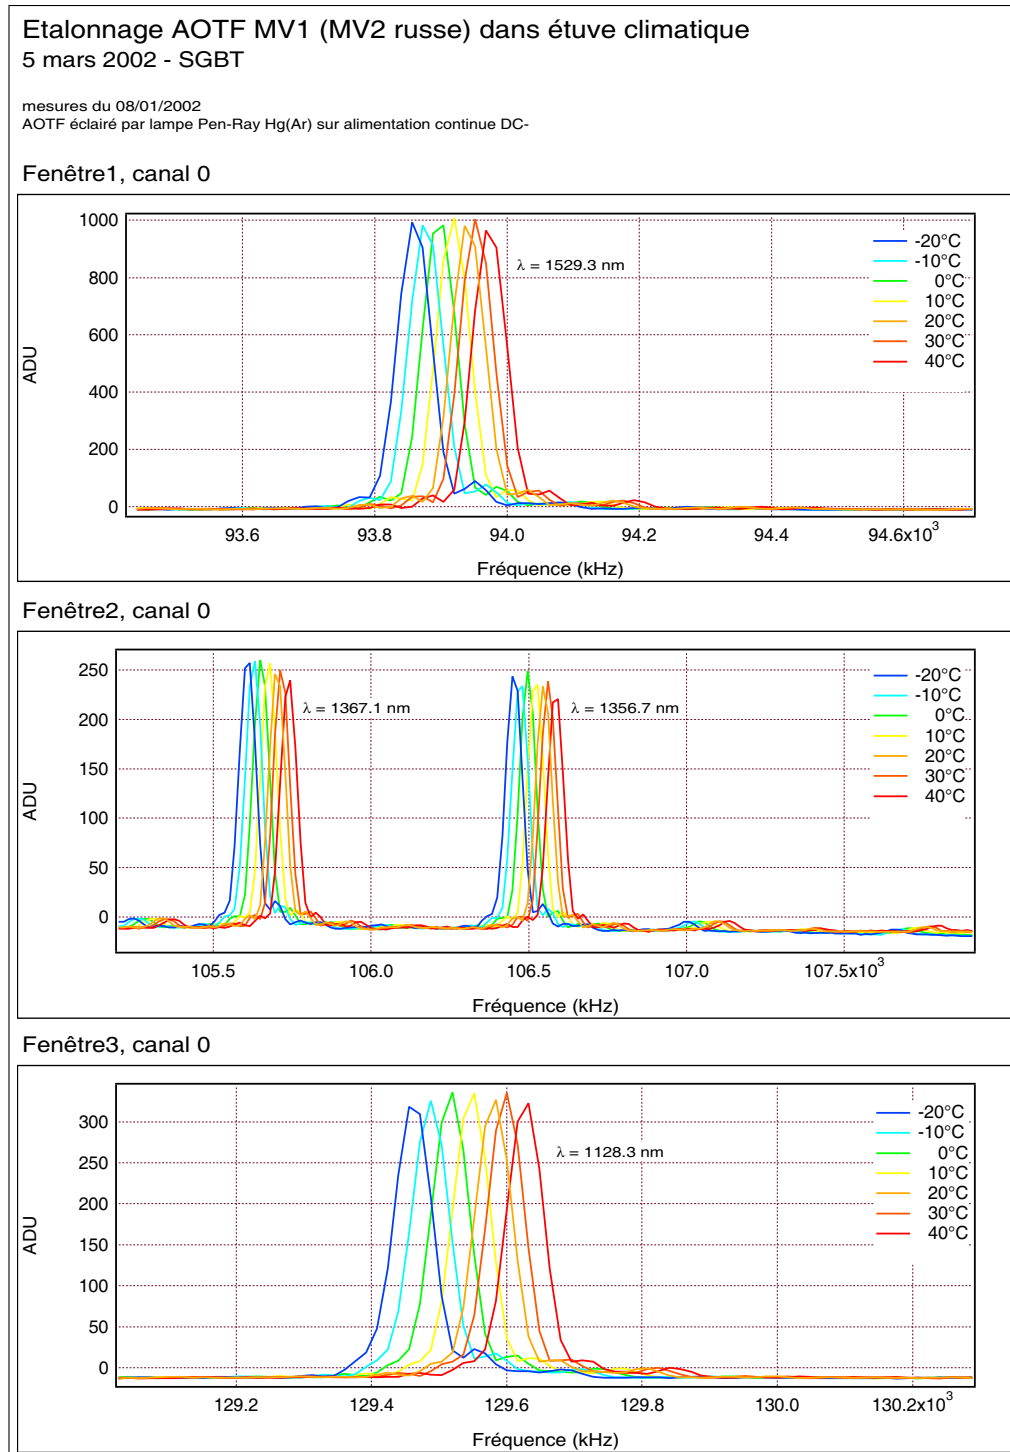 Etalonnage AOTF MV1 (MV2 russe) dans étuve climatique
5 mars 2002 - SGBT
mesures du 08/01/2002
AOTF éclairé par lampe Pen-Ray Hg(Ar) sur alimentation continue DC-
Fenêtre1, canal 0
1000
800
600
400
200
0
ADU
λ = 1529.3 nm
-20°C
-10°C
0°C
10°C
20°C
30°C
40°C
93.6 93.8 94.0 94.2 94.4 94.6x10³
Fréquence (kHz)
Fenêtre2, canal 0
250
200
150
100
50
0
ADU
λ = 1367.1 nm
λ = 1356.7 nm
-20°C
-10°C
0°C
10°C
20°C
30°C
40°C
105.5 106.0 106.5 107.0 107.5x10³
Fréquence (kHz)
Fenêtre3, canal 0
300
250
200
150
100
50
0
ADU
λ = 1128.3 nm
-20°C
-10°C
0°C
10°C
20°C
30°C
40°C
129.2 129.4 129.6 129.8 130.0 130.2x10³
Fréquence (kHz)